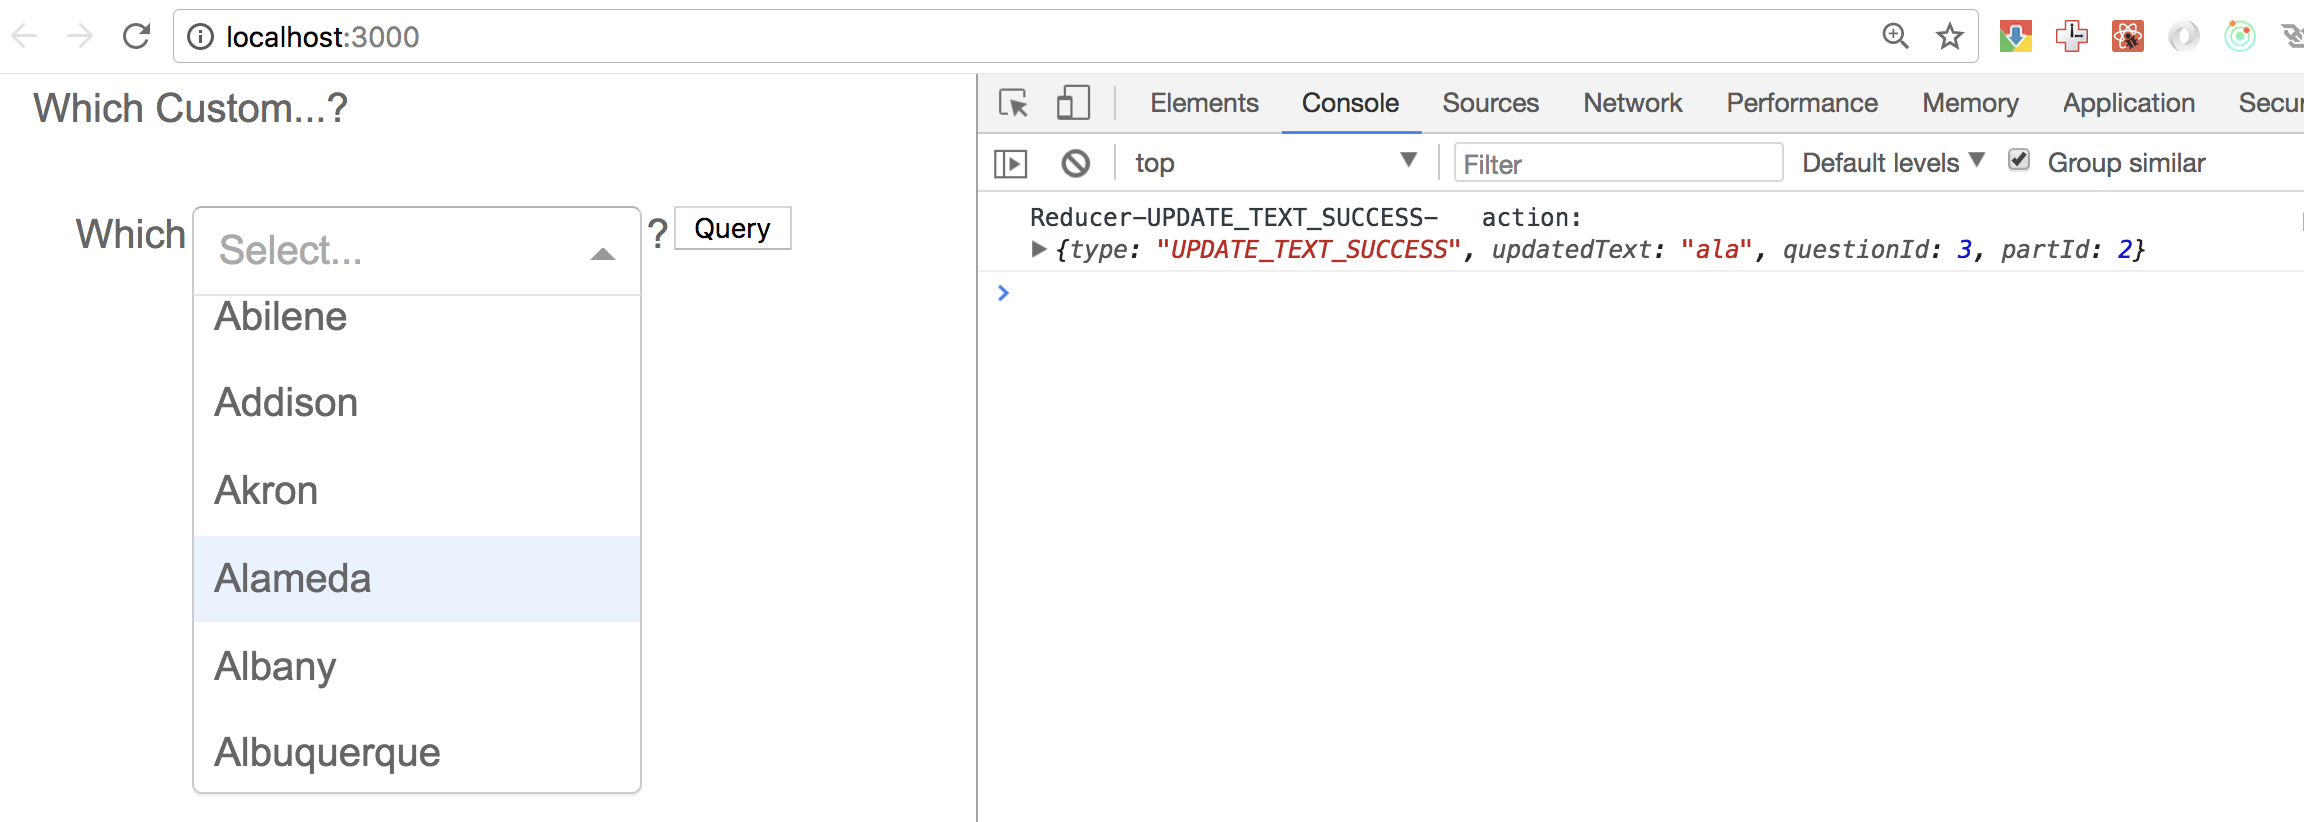 localhost:3000
Which Custom...?
Which Select... ? Query
Abilene
Addison
Akron
Alameda
Albany
Albuquerque
Elements Console Sources Network Performance Memory Application
top Filter Default levels Group similar
Reducer-UPDATE_TEXT_SUCCESS- action:
{type: "UPDATE_TEXT_SUCCESS", updatedText: "ala", questionId: 3, partId: 2}